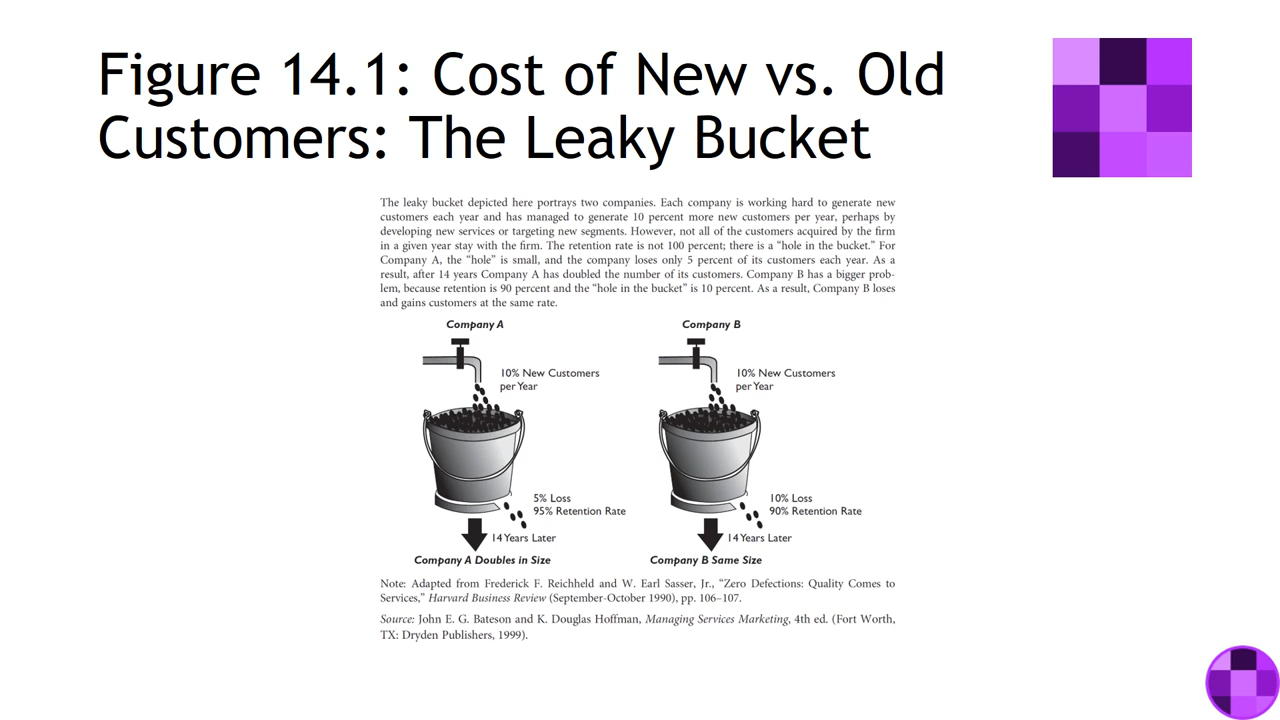 Figure 14.1: Cost of New vs. Old
Customers: The Leaky Bucket
The leaky bucket depicted here portrays two companies. Each company is working hard to generate new
customers each year and has managed to generate 10 percent more new customers per year, perhaps by
developing new services or targeting new segments. However, not all of the customers acquired by the firm
in a given year stay with the firm. The retention rate is not 100 percent; there is a “hole in the bucket.” For
Company A, the “hole” is small, and the company loses only 5 percent of its customers each year. As a
result, after 14 years Company A has doubled the number of its customers. Company B has a bigger prob-
lem, because retention is 90 percent and the “hole in the bucket” is 10 percent. As a result, Company B loses
and gains customers at the same rate.
Company A
10% New Customers
per Year
5% Loss
95% Retention Rate
14 Years Later
Company A Doubles in Size
Company B
10% New Customers
per Year
10% Loss
90% Retention Rate
14 Years Later
Company B Same Size
Note: Adapted from Frederick F. Reichheld and W. Earl Sasser, Jr., “Zero Defections: Quality Comes to
Services,” Harvard Business Review (September-October 1990), pp. 106–107.
Source: John E. G. Bateson and K. Douglas Hoffman, Managing Services Marketing, 4th ed. (Fort Worth,
TX: Dryden Publishers, 1999).